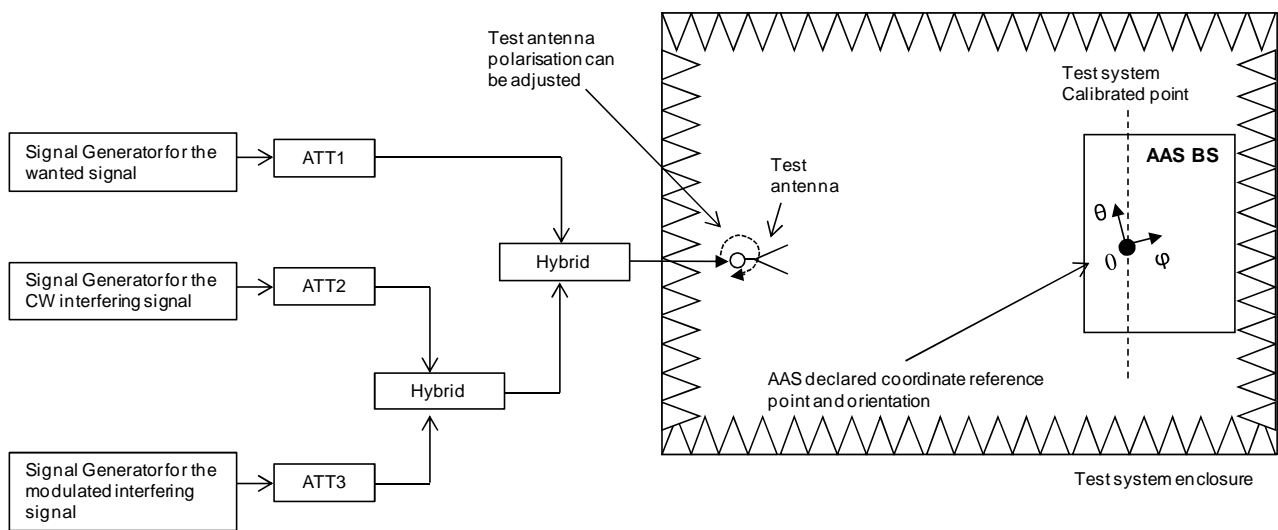 Test antenna
polarisation can
be adjusted
Test system
Calibrated point
Signal Generator for the
wanted signal
ATT1
AAS BS
Test
antenna
θ
0
φ
Hybrid
Signal Generator for the
CW interfering signal
ATT2
Hybrid
AAS declared coordinate reference
point and orientation
Signal Generator for the
modulated interfering
signal
ATT3
Test system enclosure